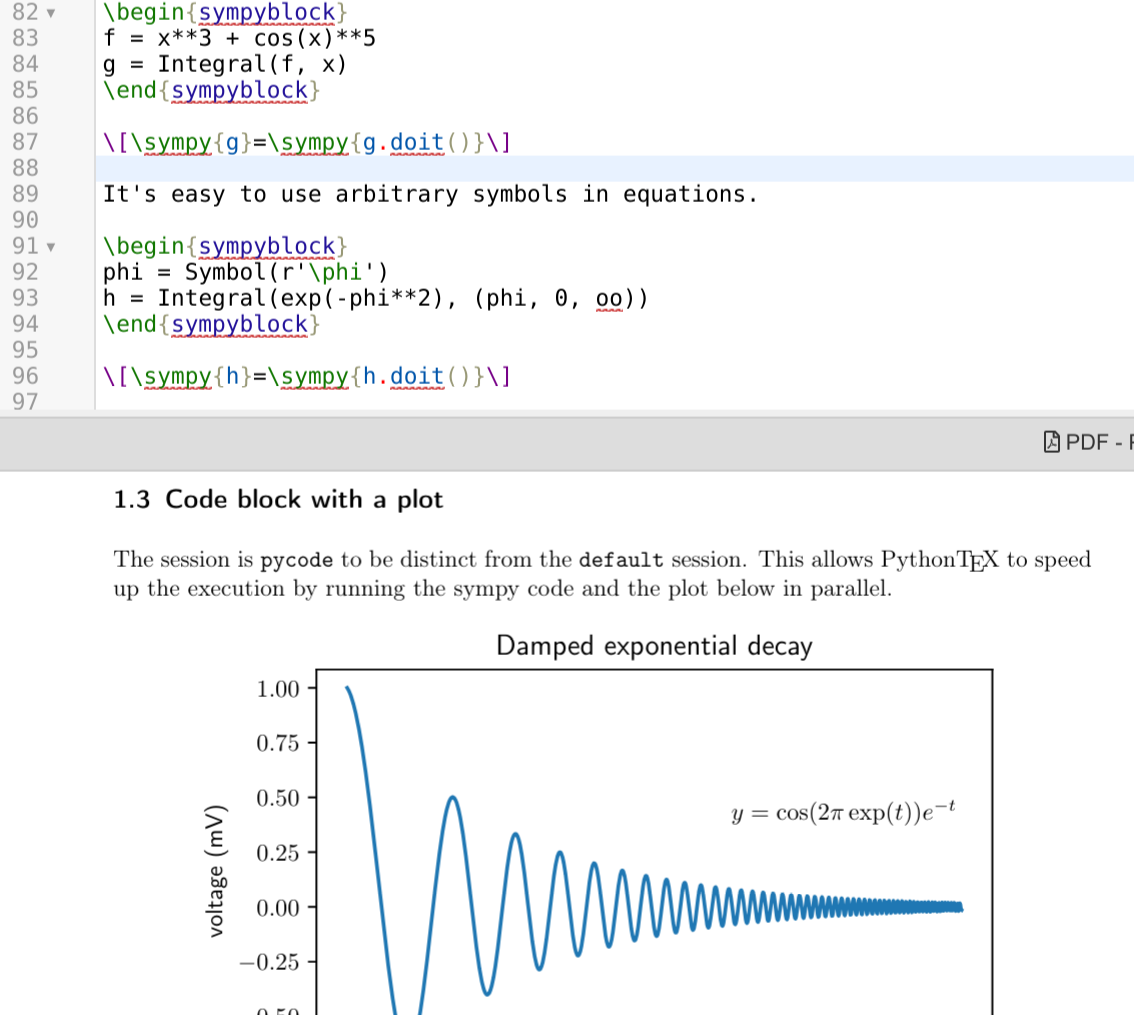 82 ▾ \begin{sympyblock}
83 f = x**3 + cos(x)**5
84 g = Integral(f, x)
85 \end{sympyblock}
86
87 \[\sympy{g}=\sympy{g.doit()}\]
88
89 It's easy to use arbitrary symbols in equations.
90
91 ▾ \begin{sympyblock}
92 phi = Symbol(r'\phi')
93 h = Integral(exp(-phi**2), (phi, 0, oo))
94 \end{sympyblock}
95
96 \[\sympy{h}=\sympy{h.doit()}\]
97
PDF -
1.3 Code block with a plot
The session is pycode to be distinct from the default session. This allows PythonTEX to speed
up the execution by running the sympy code and the plot below in parallel.
Damped exponential decay
1.00
0.75
0.50
y = cos(2π exp(t))e^{−t}
0.25
voltage (mV)
0.00
−0.25